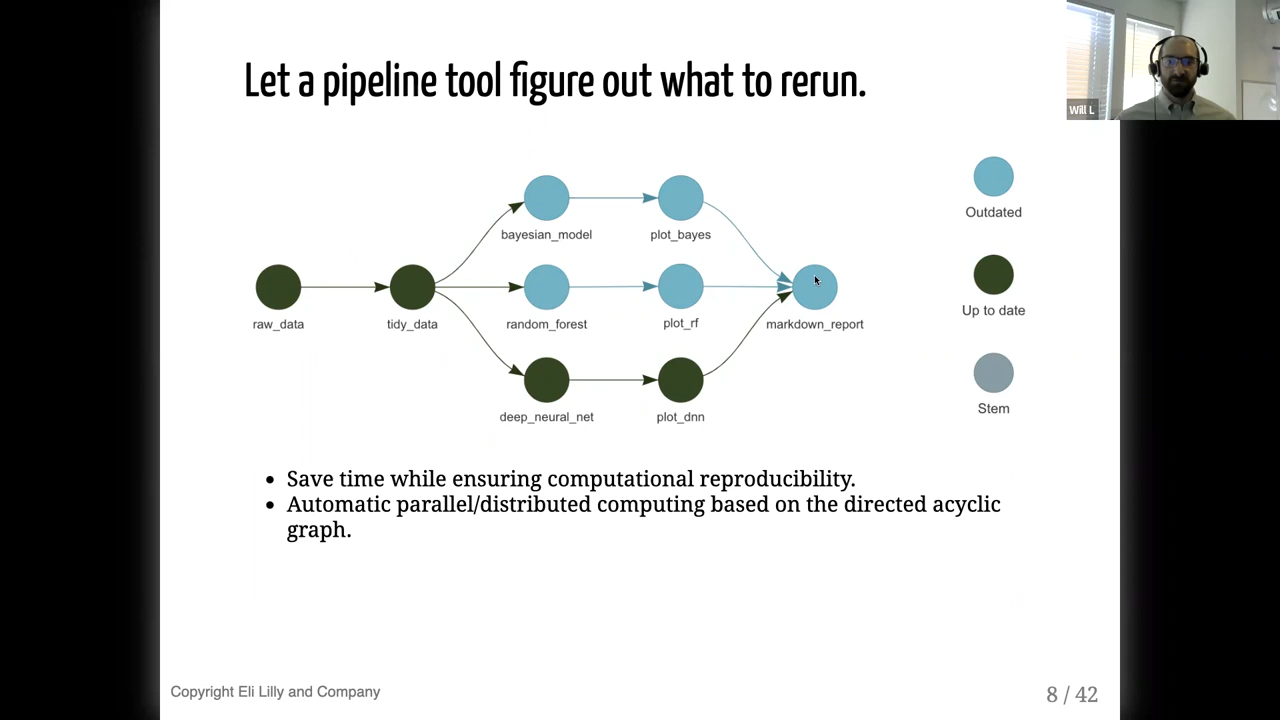 Let a pipeline tool figure out what to rerun.
Will L
bayesian_model
plot_bayes
Outdated
raw_data
tidy_data
random_forest
plot_rf
markdown_report
Up to date
deep_neural_net
plot_dnn
Stem
• Save time while ensuring computational reproducibility.
• Automatic parallel/distributed computing based on the directed acyclic
graph.
Copyright Eli Lilly and Company
8 / 42